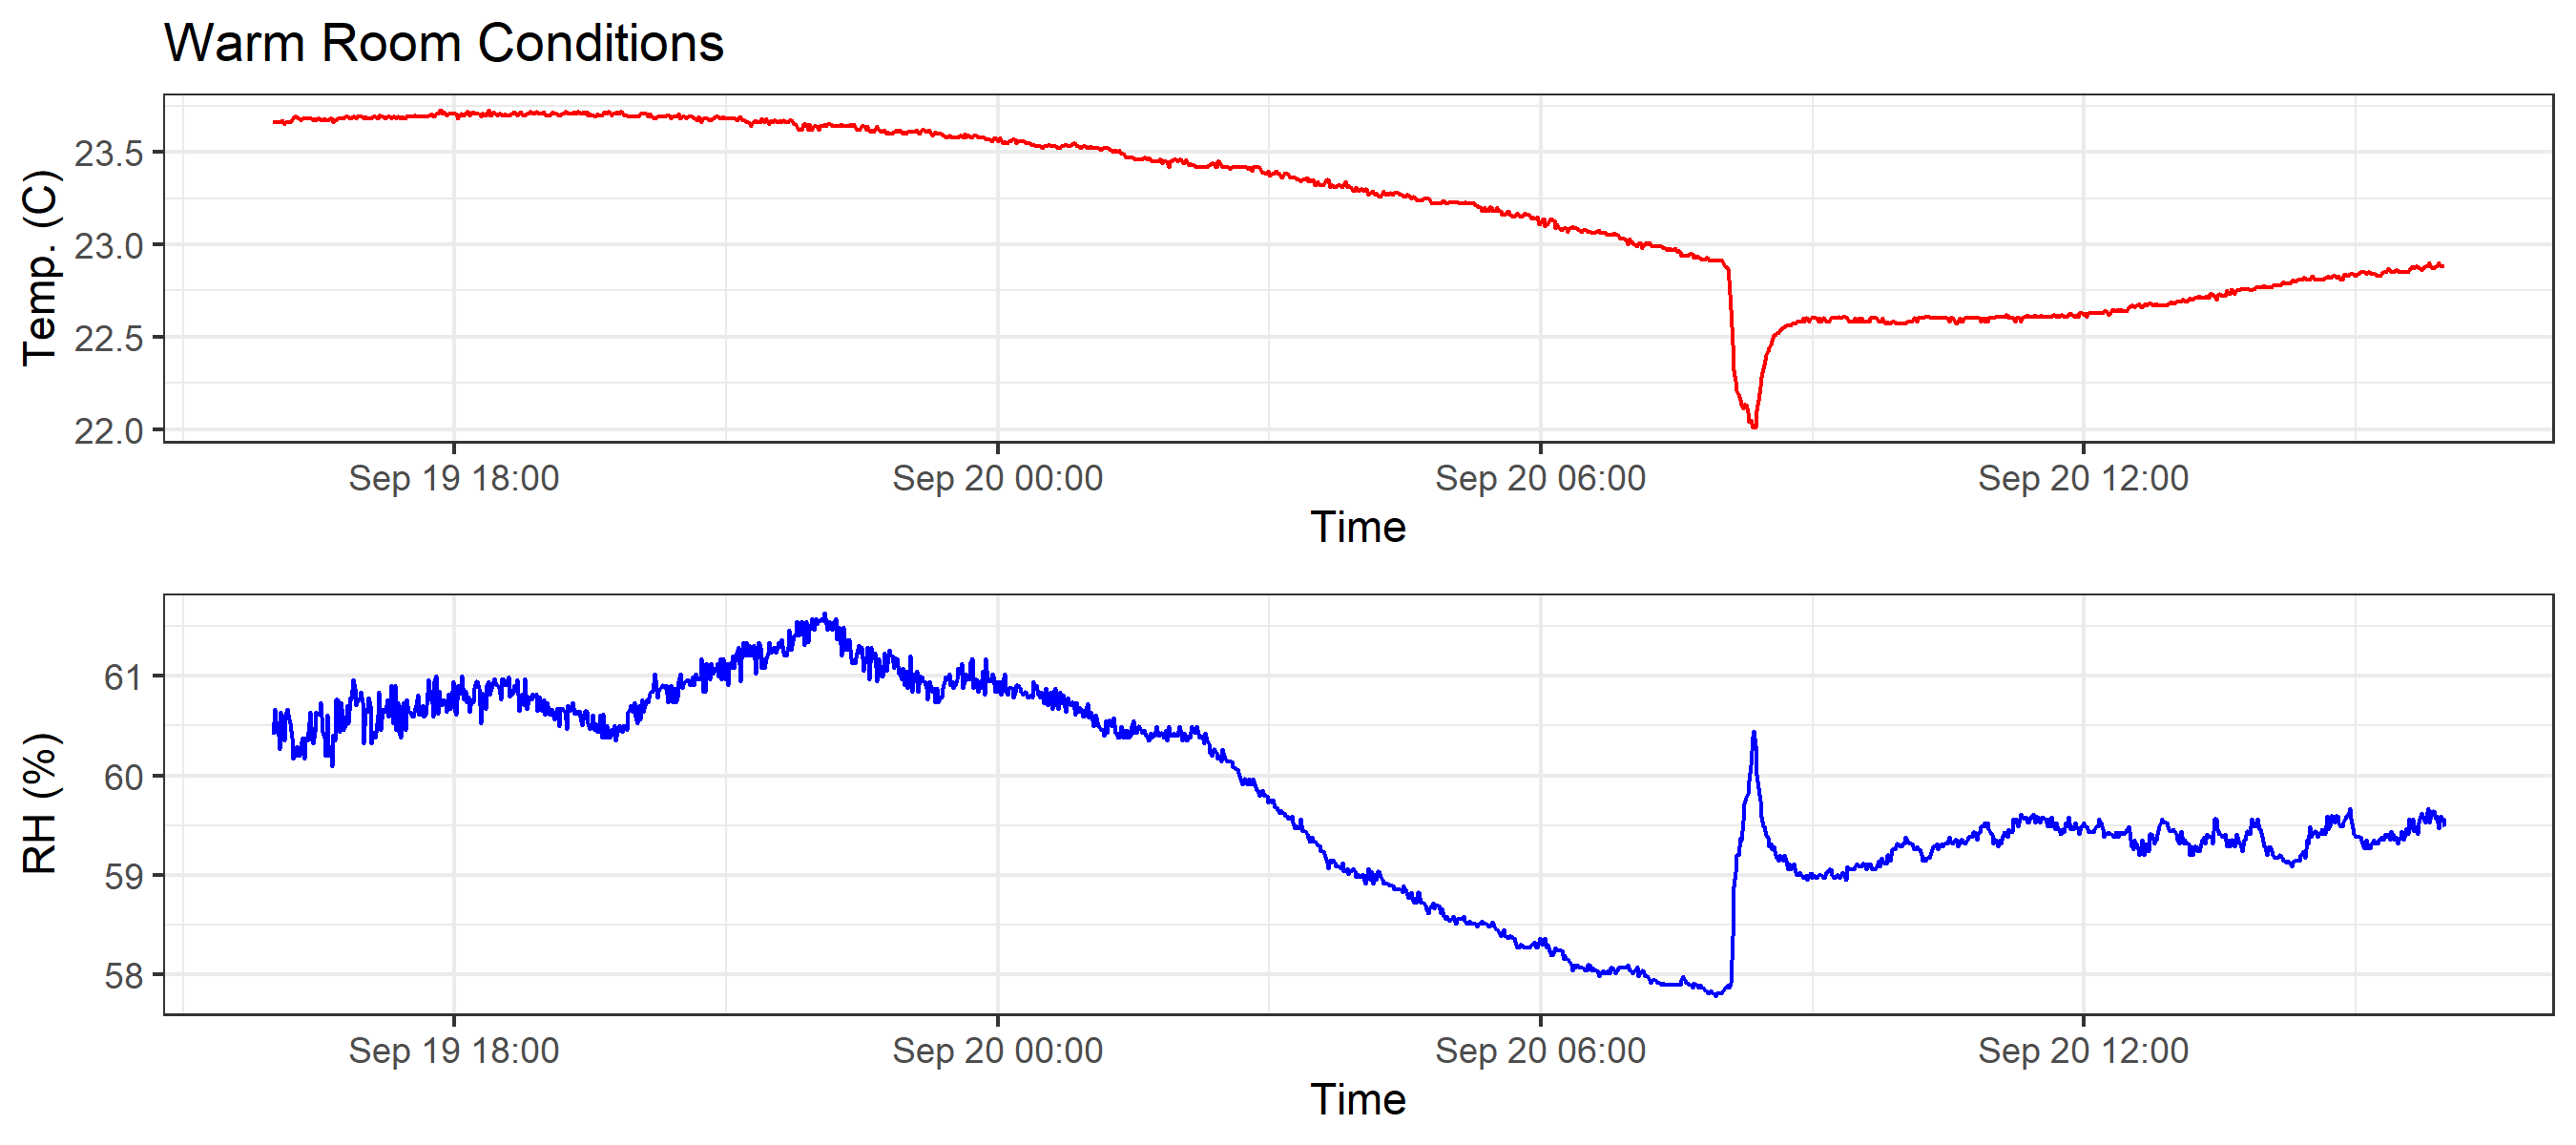 Warm Room Conditions
Temp. (C)
23.5
23.0
22.5
22.0
Sep 19 18:00 Sep 20 00:00 Sep 20 06:00 Sep 20 12:00
Time
RH (%)
61
60
59
58
Sep 19 18:00 Sep 20 00:00 Sep 20 06:00 Sep 20 12:00
Time